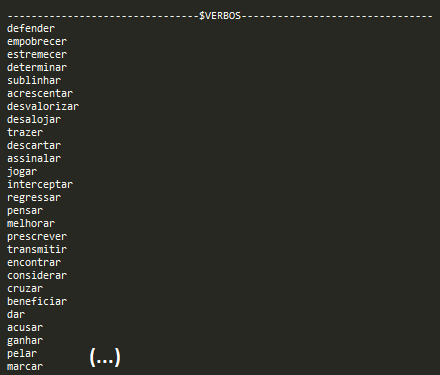 --------------------------------$VERBOS--------------------------------
defender
empobrecer
estremecer
determinar
sublinhar
acrescentar
desvalorizar
desalojar
trazer
descartar
assinalar
jogar
interceptar
regressar
pensar
melhorar
prescrever
transmitir
encontrar
considerar
cruzar
beneficiar
dar
acusar
ganhar
pelar (...)
marcar